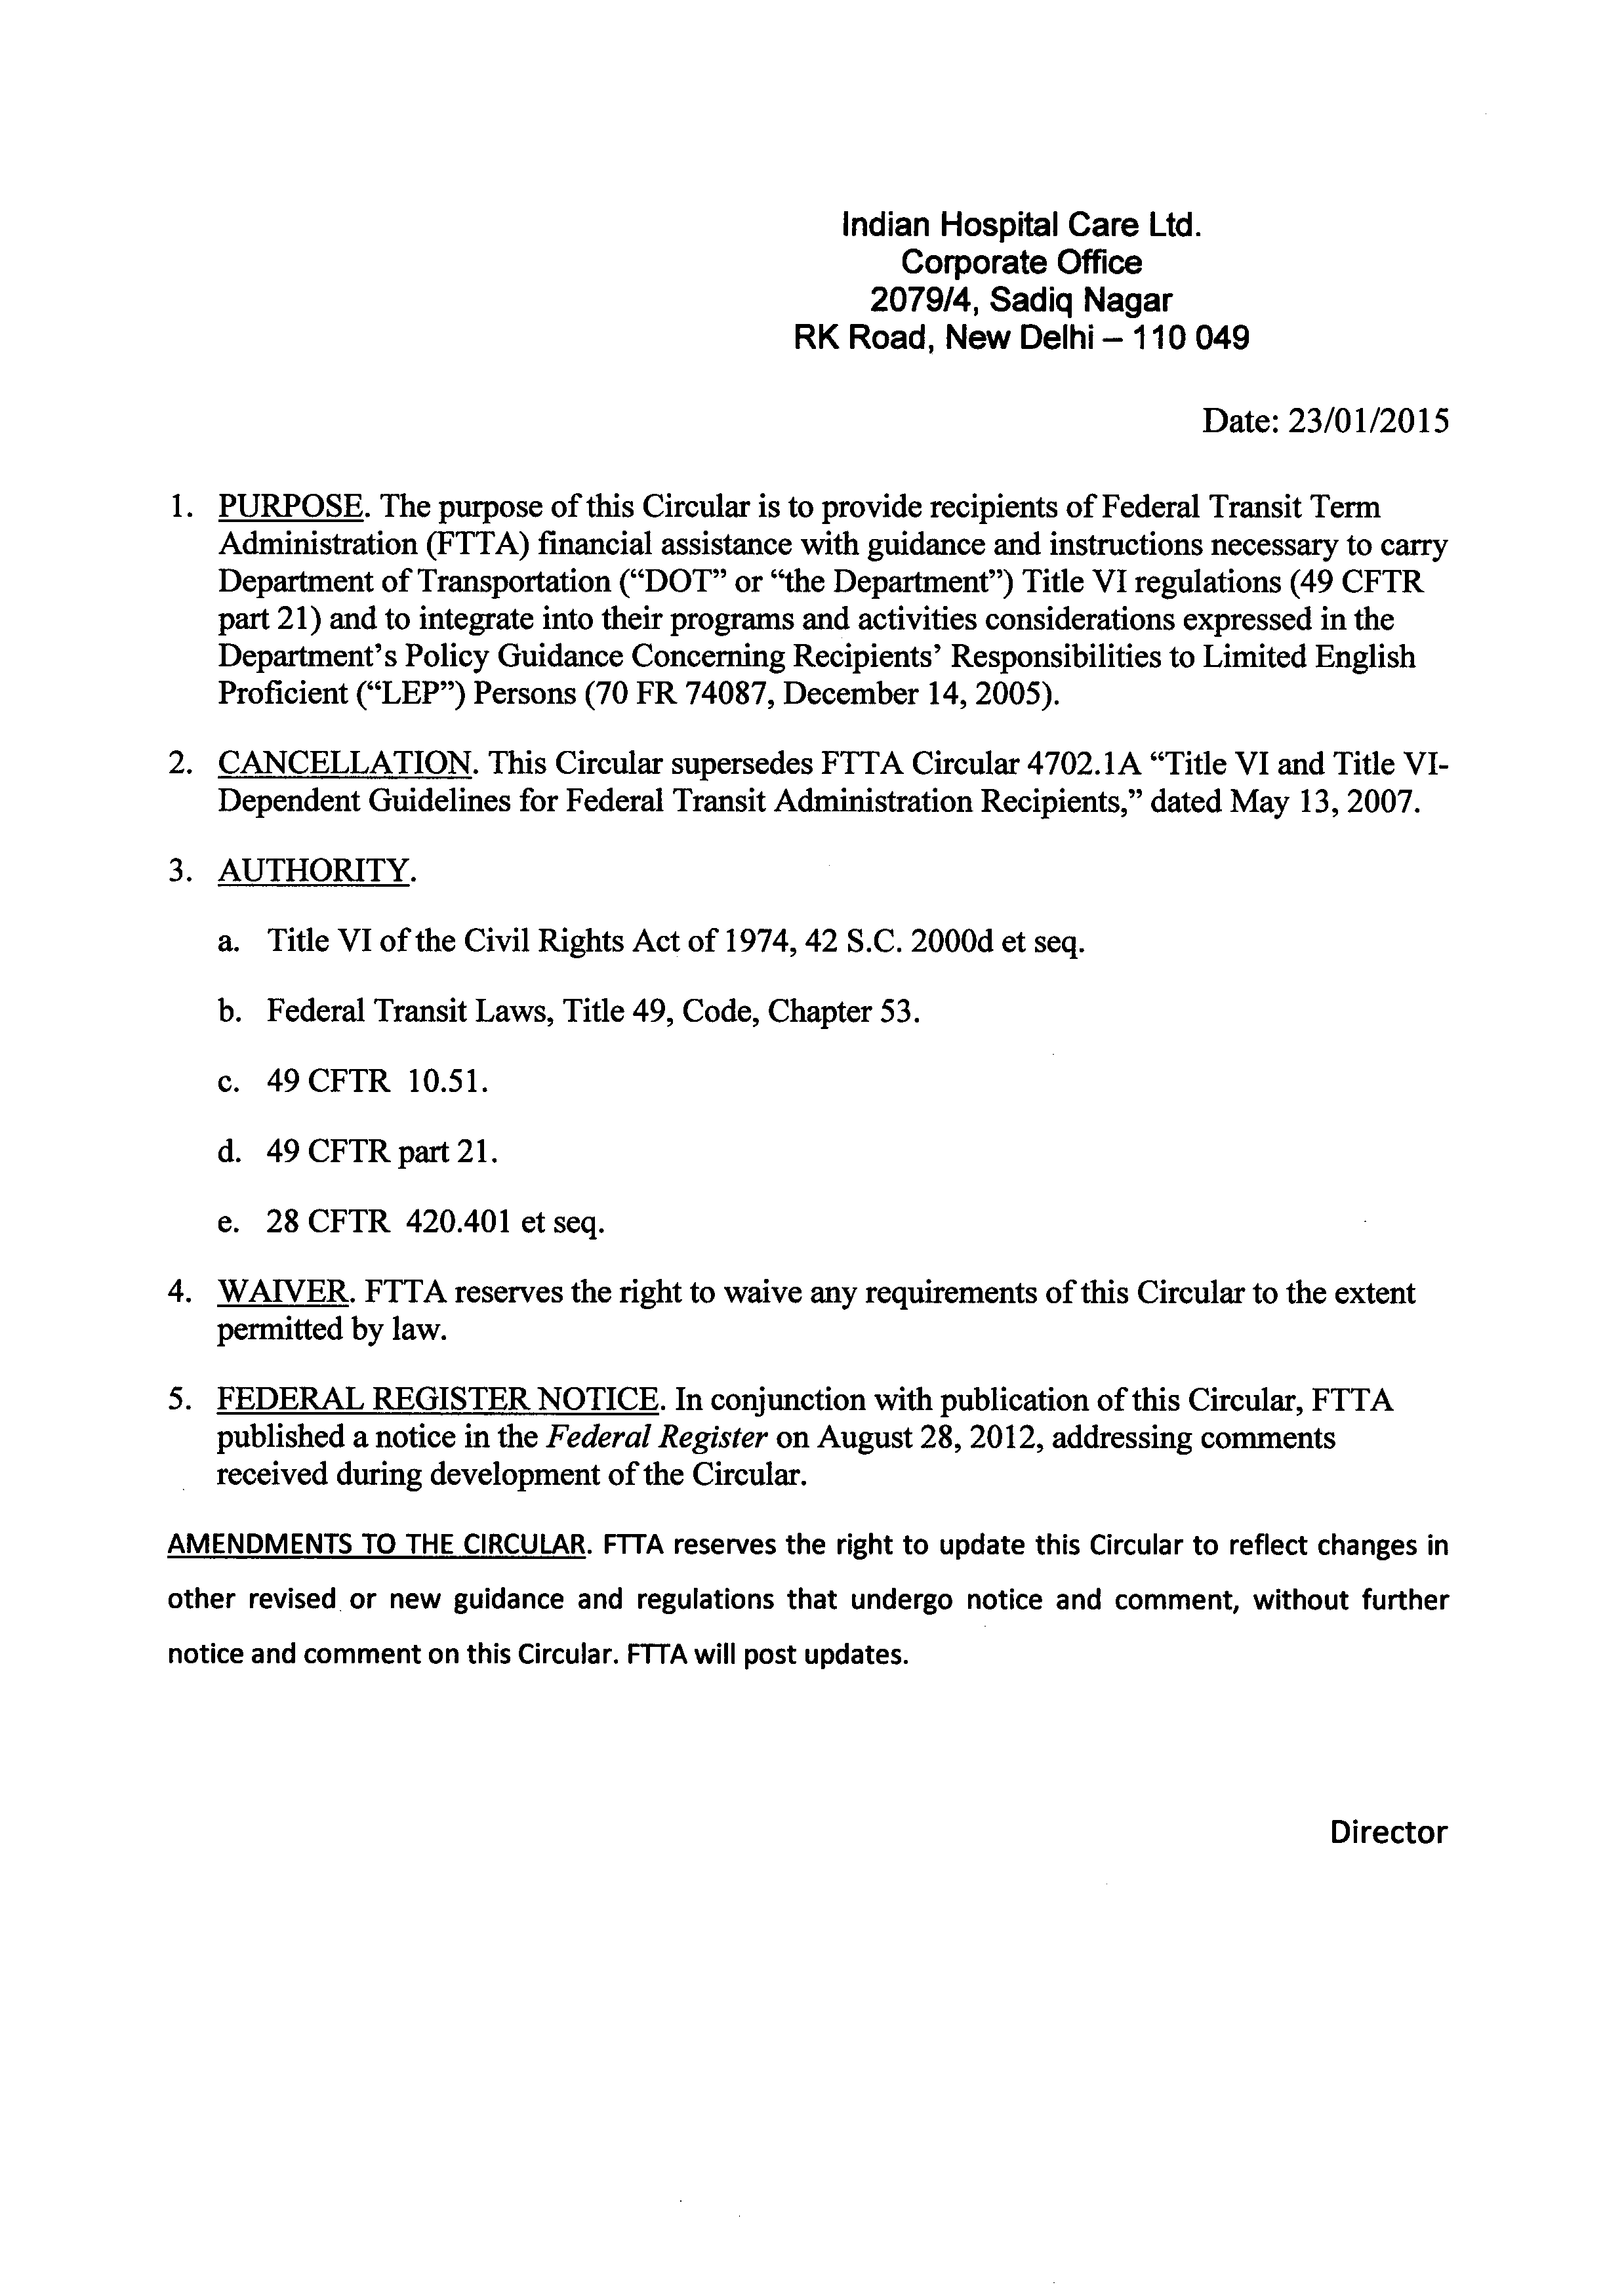 Indian Hospital Care Ltd.
Corporate Office
2079/4, Sadiq Nagar
RK Road, New Delhi – 110 049
Date: 23/01/2015
1. PURPOSE. The purpose of this Circular is to provide recipients of Federal Transit Term
Administration (FTTA) financial assistance with guidance and instructions necessary to carry
Department of Transportation (“DOT” or “the Department”) Title VI regulations (49 CFTR
part 21) and to integrate into their programs and activities considerations expressed in the
Department’s Policy Guidance Concerning Recipients’ Responsibilities to Limited English
Proficient (“LEP”) Persons (70 FR 74087, December 14, 2005).
2. CANCELLATION. This Circular supersedes FTTA Circular 4702.1A “Title VI and Title VI-
Dependent Guidelines for Federal Transit Administration Recipients,” dated May 13, 2007.
3. AUTHORITY.
a. Title VI of the Civil Rights Act of 1974, 42 S.C. 2000d et seq.
b. Federal Transit Laws, Title 49, Code, Chapter 53.
c. 49 CFTR 10.51.
d. 49 CFTR part 21.
e. 28 CFTR 420.401 et seq.
4. WAIVER. FTTA reserves the right to waive any requirements of this Circular to the extent
permitted by law.
5. FEDERAL REGISTER NOTICE. In conjunction with publication of this Circular, FTTA
published a notice in the Federal Register on August 28, 2012, addressing comments
received during development of the Circular.
AMENDMENTS TO THE CIRCULAR. FTTA reserves the right to update this Circular to reflect changes in
other revised or new guidance and regulations that undergo notice and comment, without further
notice and comment on this Circular. FTTA will post updates.
Director